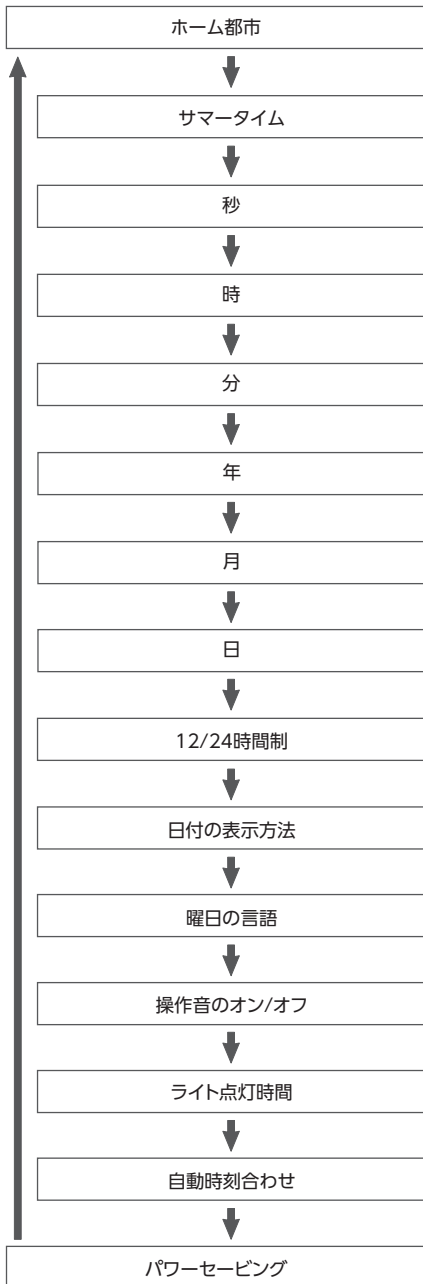 ホーム都市
サマータイム
秒
時
分
年
月
日
12/24時間制
日付の表示方法
曜日の言語
操作音のオン/オフ
ライト点灯時間
自動時刻合わせ
パワーセービング